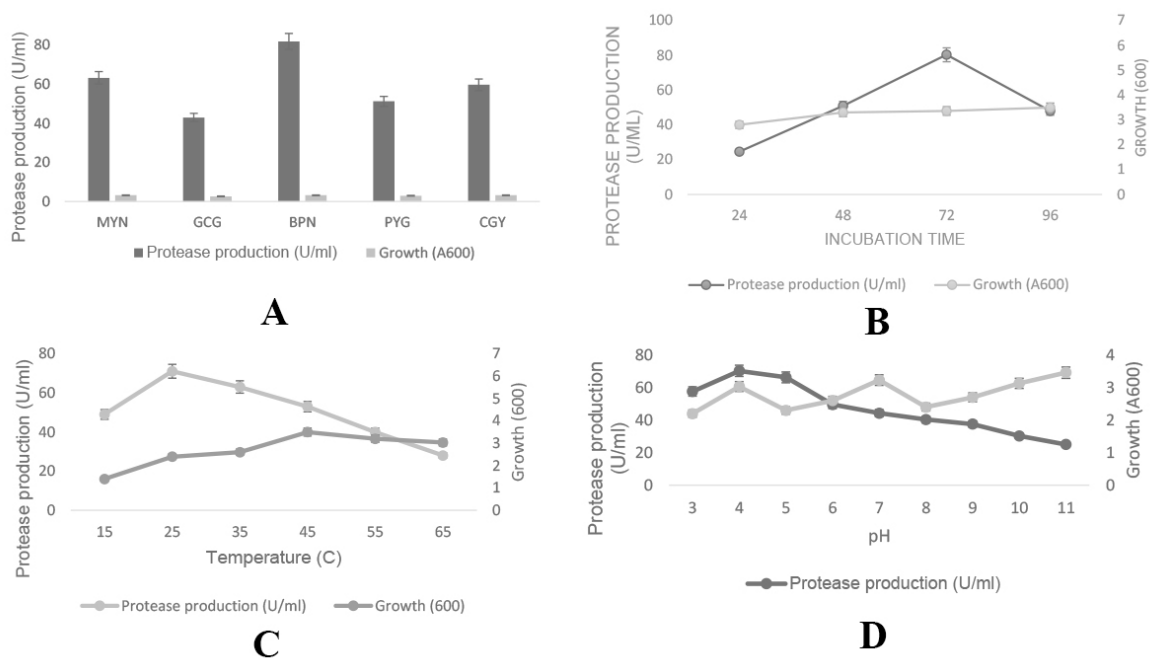 Protease production (U/ml)
80
60
40
20
0
MYN GCG BPN PYG CGY
Protease production (U/ml) Growth (A600)
A
PROTEASE PRODUCTION
(U/ML)
100
80
60
40
20
0
7
6
5
4
3
2
1
0
GROWTH (600)
24 48 72 96
INCUBATION TIME
Protease production (U/ml) Growth (A600)
B
Protease production (U/ml)
80
60
40
20
0
7
6
5
4
3
2
1
0
Growth (600)
15 25 35 45 55 65
Temperature (C)
Protease production (U/ml) Growth (600)
C
Protease production
(U/ml)
80
60
40
20
0
4
3
2
1
0
Growth (A600)
3 4 5 6 7 8 9 10 11
pH
Protease production (U/ml)
D